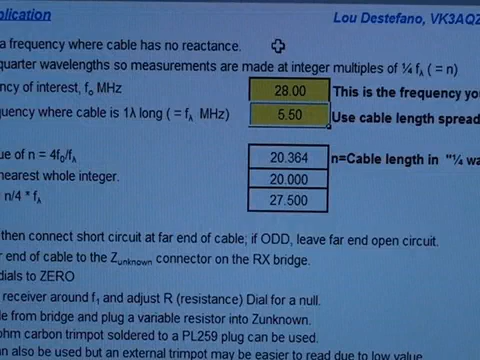 plication
Lou Destefano, VK3AQZ
a frequency where cable has no reactance.
quarter wavelengths so measurements are made at integer multiples of ¼ fλ ( = n)
ncy of interest, fo MHz 28.00 This is the frequency yo
quency where cable is 1λ long ( = fλ MHz) 5.50 Use cable length spread
ue of n = 4f0/fλ 20.364 n=Cable length in "¼ wa
nearest whole integer. 20.000
n/4 * fλ 27.500
then connect short circuit at far end of cable; if ODD, leave far end open circuit.
r end of cable to the Zunknown connector on the RX bridge.
dials to ZERO
receiver around f1 and adjust R (resistance) Dial for a null.
le from bridge and plug a variable resistor into Zunknown.
ohm carbon trimpot soldered to a PL259 plug can be used.
an also be used but an external trimpot may be easier to read due to low value